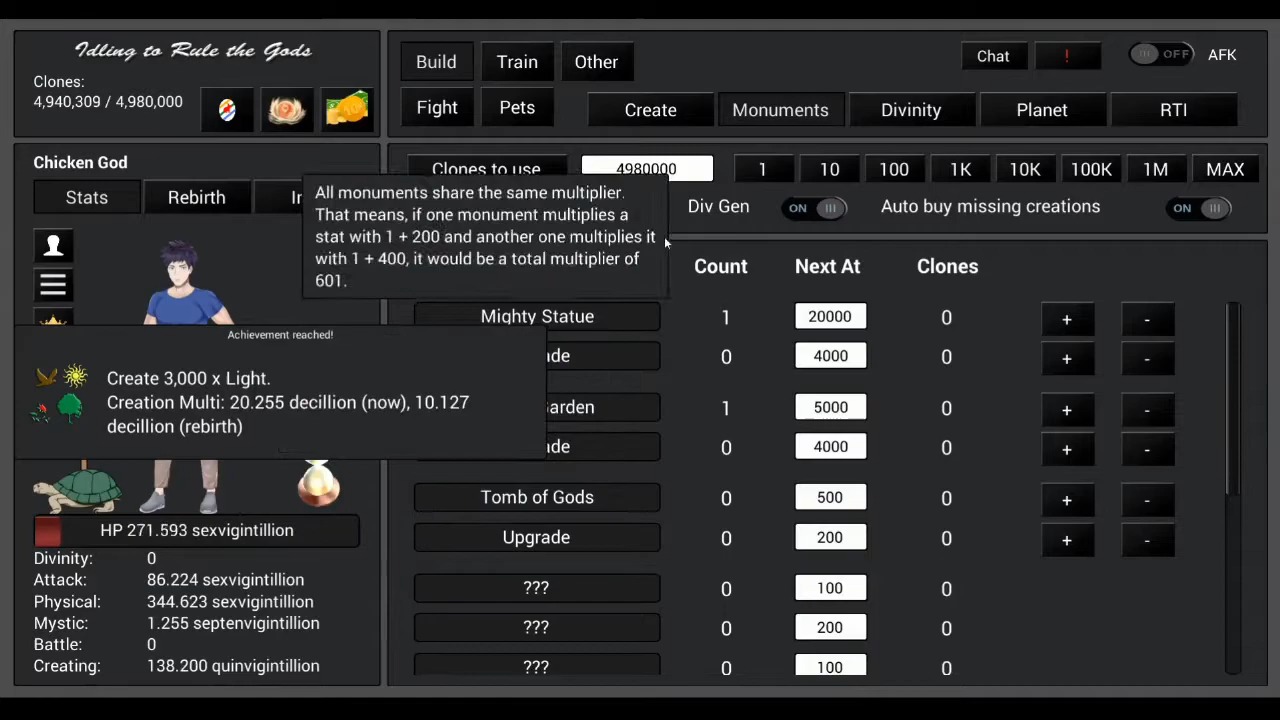 Idling to Rule the Gods
Clones:
4,940,309 / 4,980,000
Build
Train
Other
Chat
!
OFF
AFK
Fight
Pets
Create
Monuments
Divinity
Planet
RTI
Chicken God
Stats
Rebirth
In
Clones to use
4980000
1
10
100
1K
10K
100K
1M
MAX
All monuments share the same multiplier.
That means, if one monument multiplies a
stat with 1 + 200 and another one multiplies it
with 1 + 400, it would be a total multiplier of
601.
Div Gen
ON
Auto buy missing creations
ON
Count
Next At
Clones
Mighty Statue
1
20000
0
+
-
ade
0
4000
0
+
-
Garden
1
5000
0
+
-
ade
0
4000
0
+
-
Tomb of Gods
0
500
0
+
-
Upgrade
0
200
0
+
-
???
0
100
0
???
0
200
0
???
0
100
0
Achievement reached!
Create 3,000 x Light.
Creation Multi: 20.255 decillion (now), 10.127
decillion (rebirth)
HP 271.593 sexvigintillion
Divinity: 0
Attack: 86.224 sexvigintillion
Physical: 344.623 sexvigintillion
Mystic: 1.255 septenvigintillion
Battle: 0
Creating: 138.200 quinvigintillion